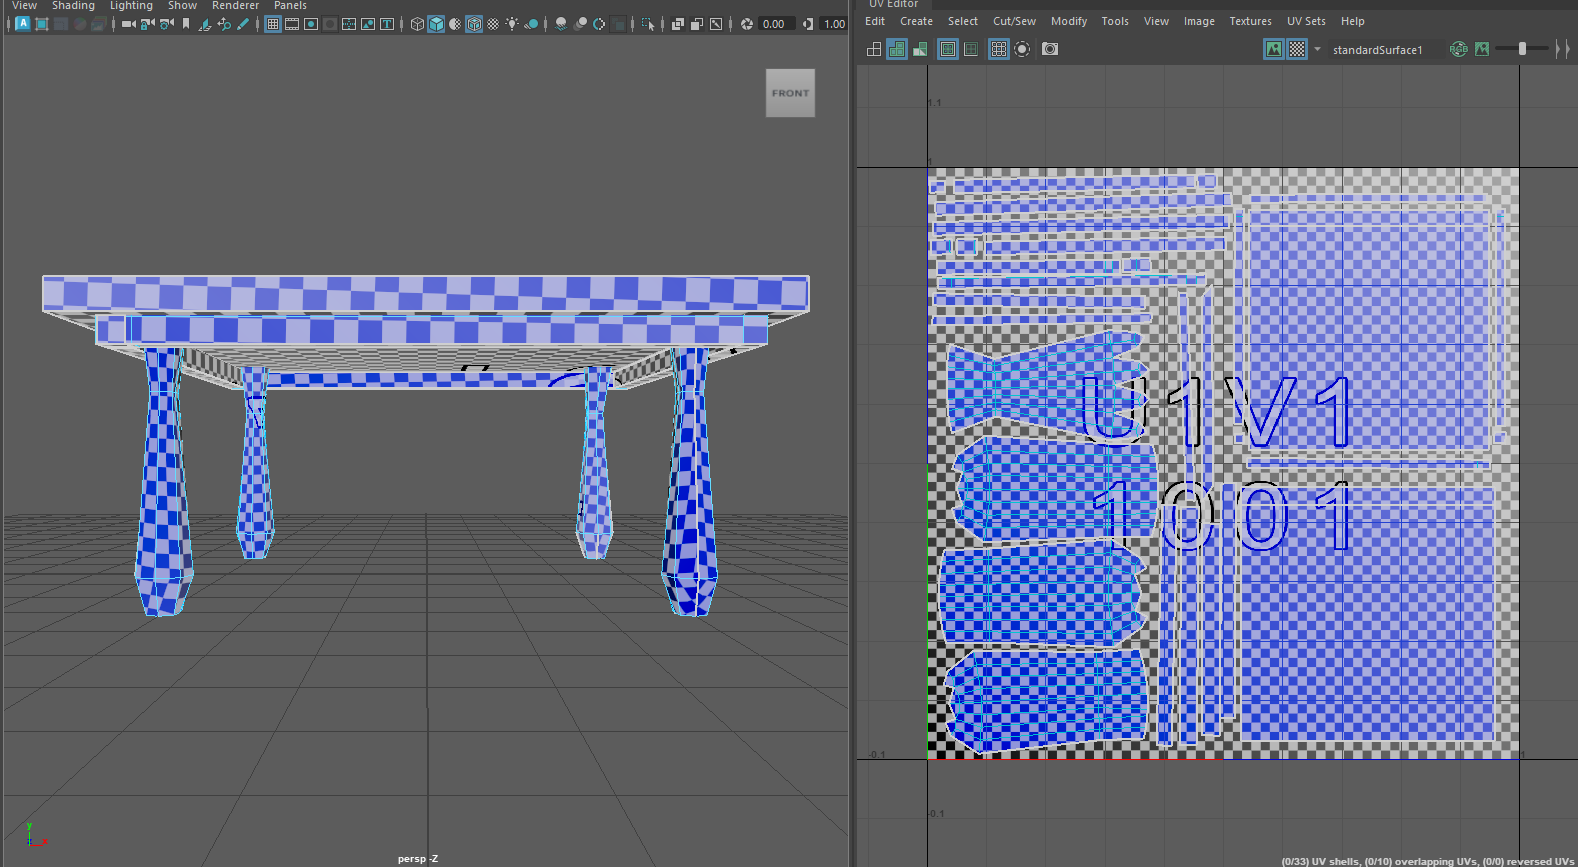 View Shading Lighting Show Renderer Panels
A T 0.00 1.00
FRONT
y
x
persp -Z
UV Editor
Edit Create Select Cut/Sew Modify Tools View Image Textures UV Sets Help
standardSurface1 RGB
1.1
1
U1V1
1001
-0.1 1
-0.1
(0/33) UV shells, (0/10) overlapping UVs, (0/0) reversed UVs